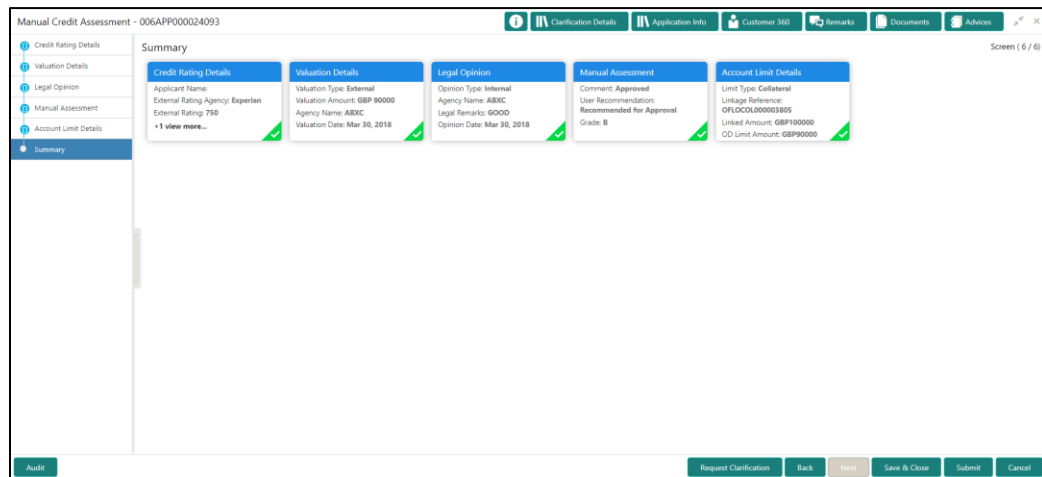 Manual Credit Assessment - 006APP000024093
Clarification Details
Application Info
Customer 360
Remarks
Documents
Advices
Credit Rating Details
Valuation Details
Legal Opinion
Manual Assessment
Account Limit Details
Summary
Summary
Screen ( 6 / 6)
Credit Rating Details
Applicant Name:
External Rating Agency: Experian
External Rating: 750
+1 view more...
Valuation Details
Valuation Type: External
Valuation Amount: GBP 90000
Agency Name: ABXC
Valuation Date: Mar 30, 2018
Legal Opinion
Opinion Type: Internal
Agency Name: ABXC
Legal Remarks: GOOD
Opinion Date: Mar 30, 2018
Manual Assessment
Comment: Approved
User Recommendation:
Recommended for Approval
Grade: B
Account Limit Details
Limit Type: Collateral
Linkage Reference:
OFLOCOL000003805
Linked Amount: GBP100000
OD Limit Amount: GBP90000
Audit
Request Clarification
Back
Next
Save & Close
Submit
Cancel